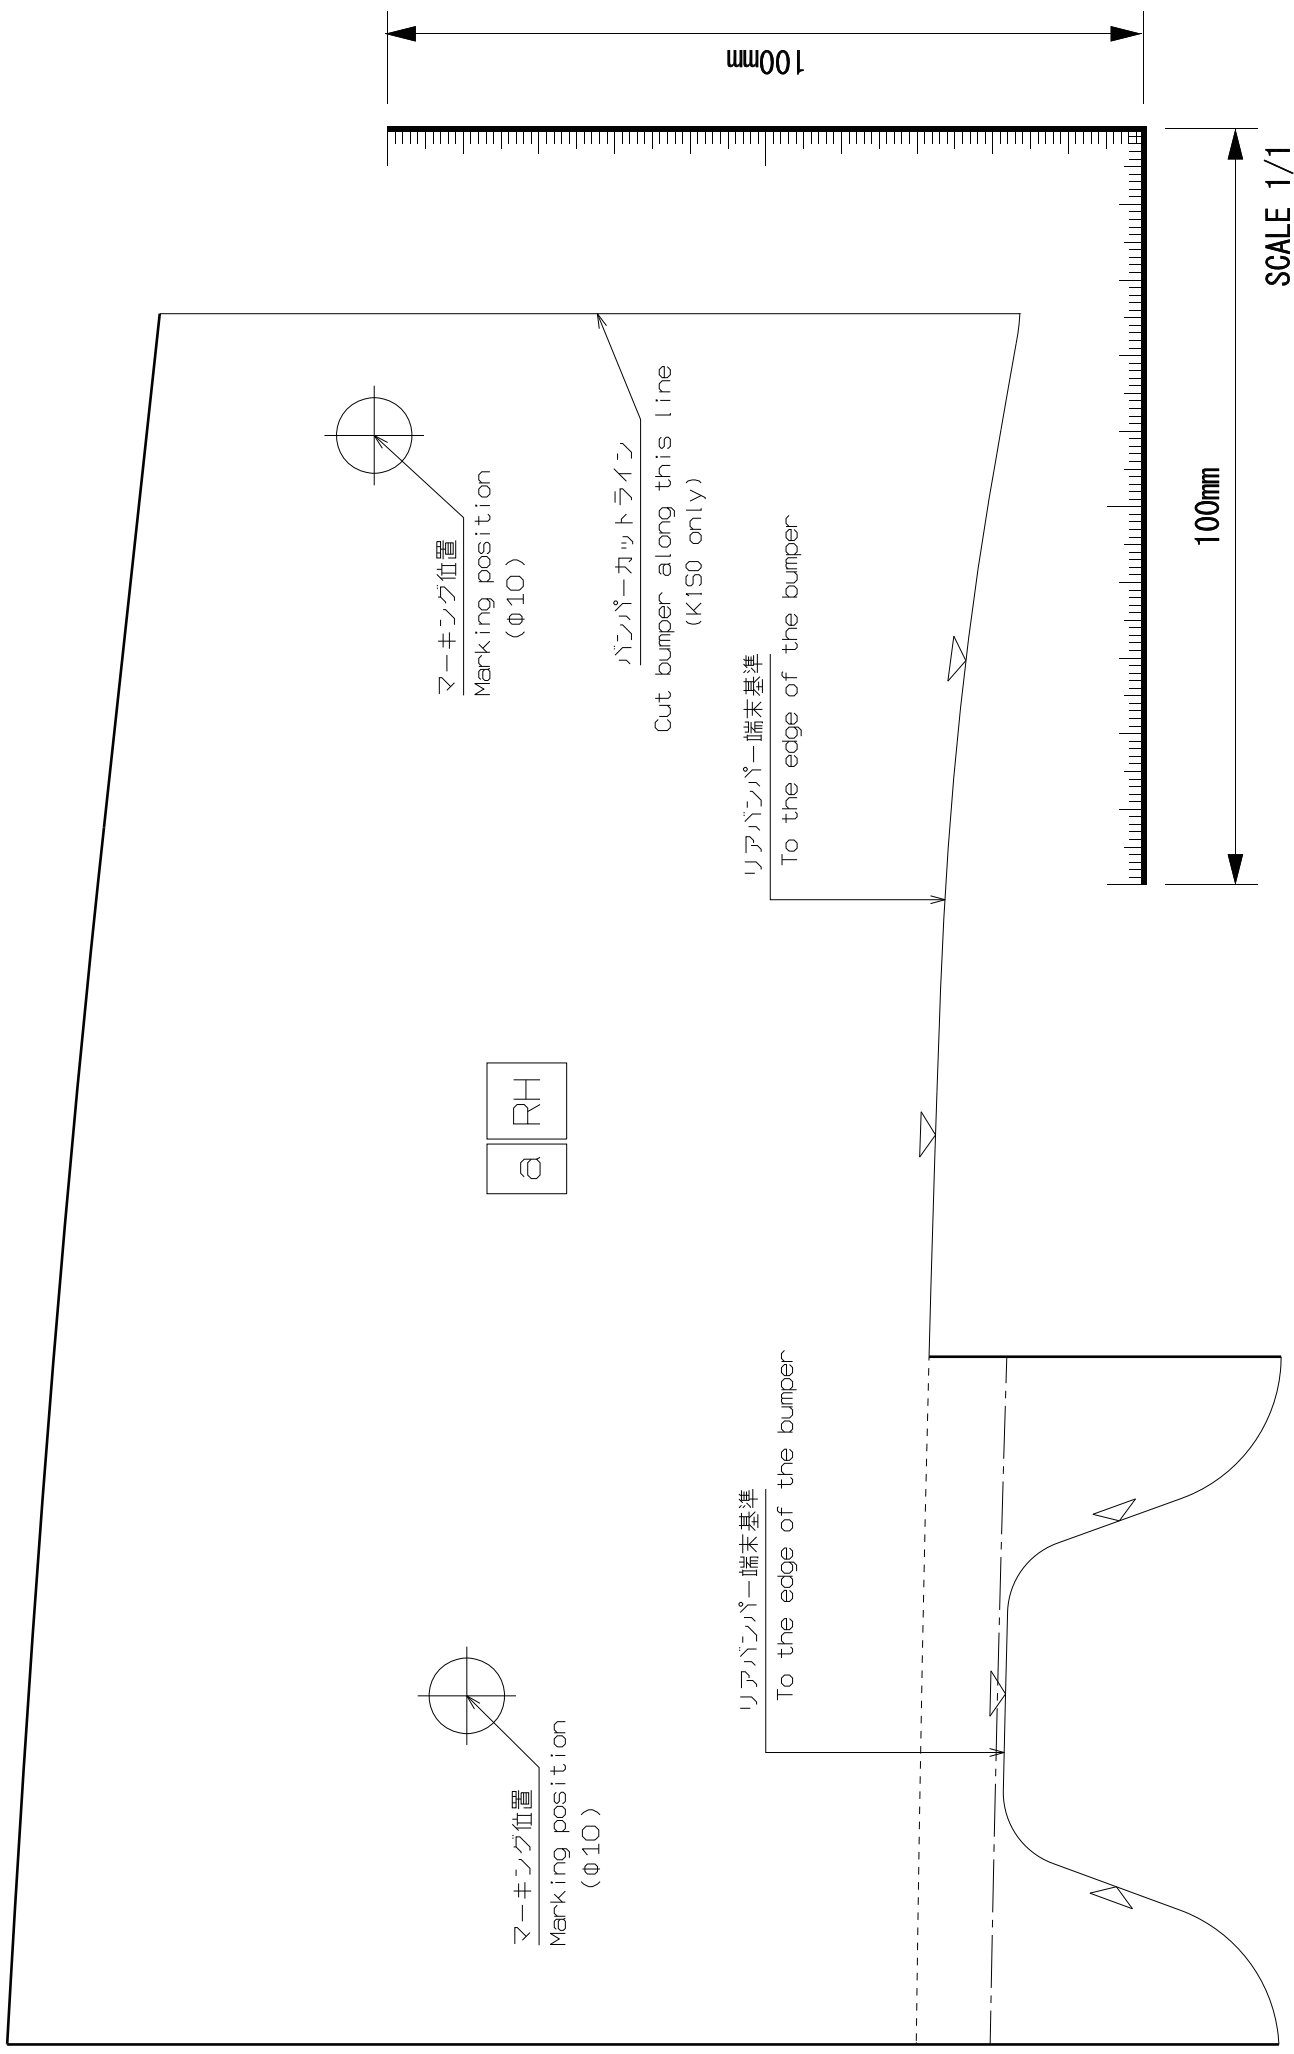 マーキング位置
Marking position
(φ10)
マーキング位置
Marking position
(φ10)
a
RH
バンパーカットライン
Cut bumper along this line
(K1S0 only)
リアバンパー端末基準
To the edge of the bumper
リアバンパー端末基準
To the edge of the bumper
100mm
100mm
SCALE 1/1